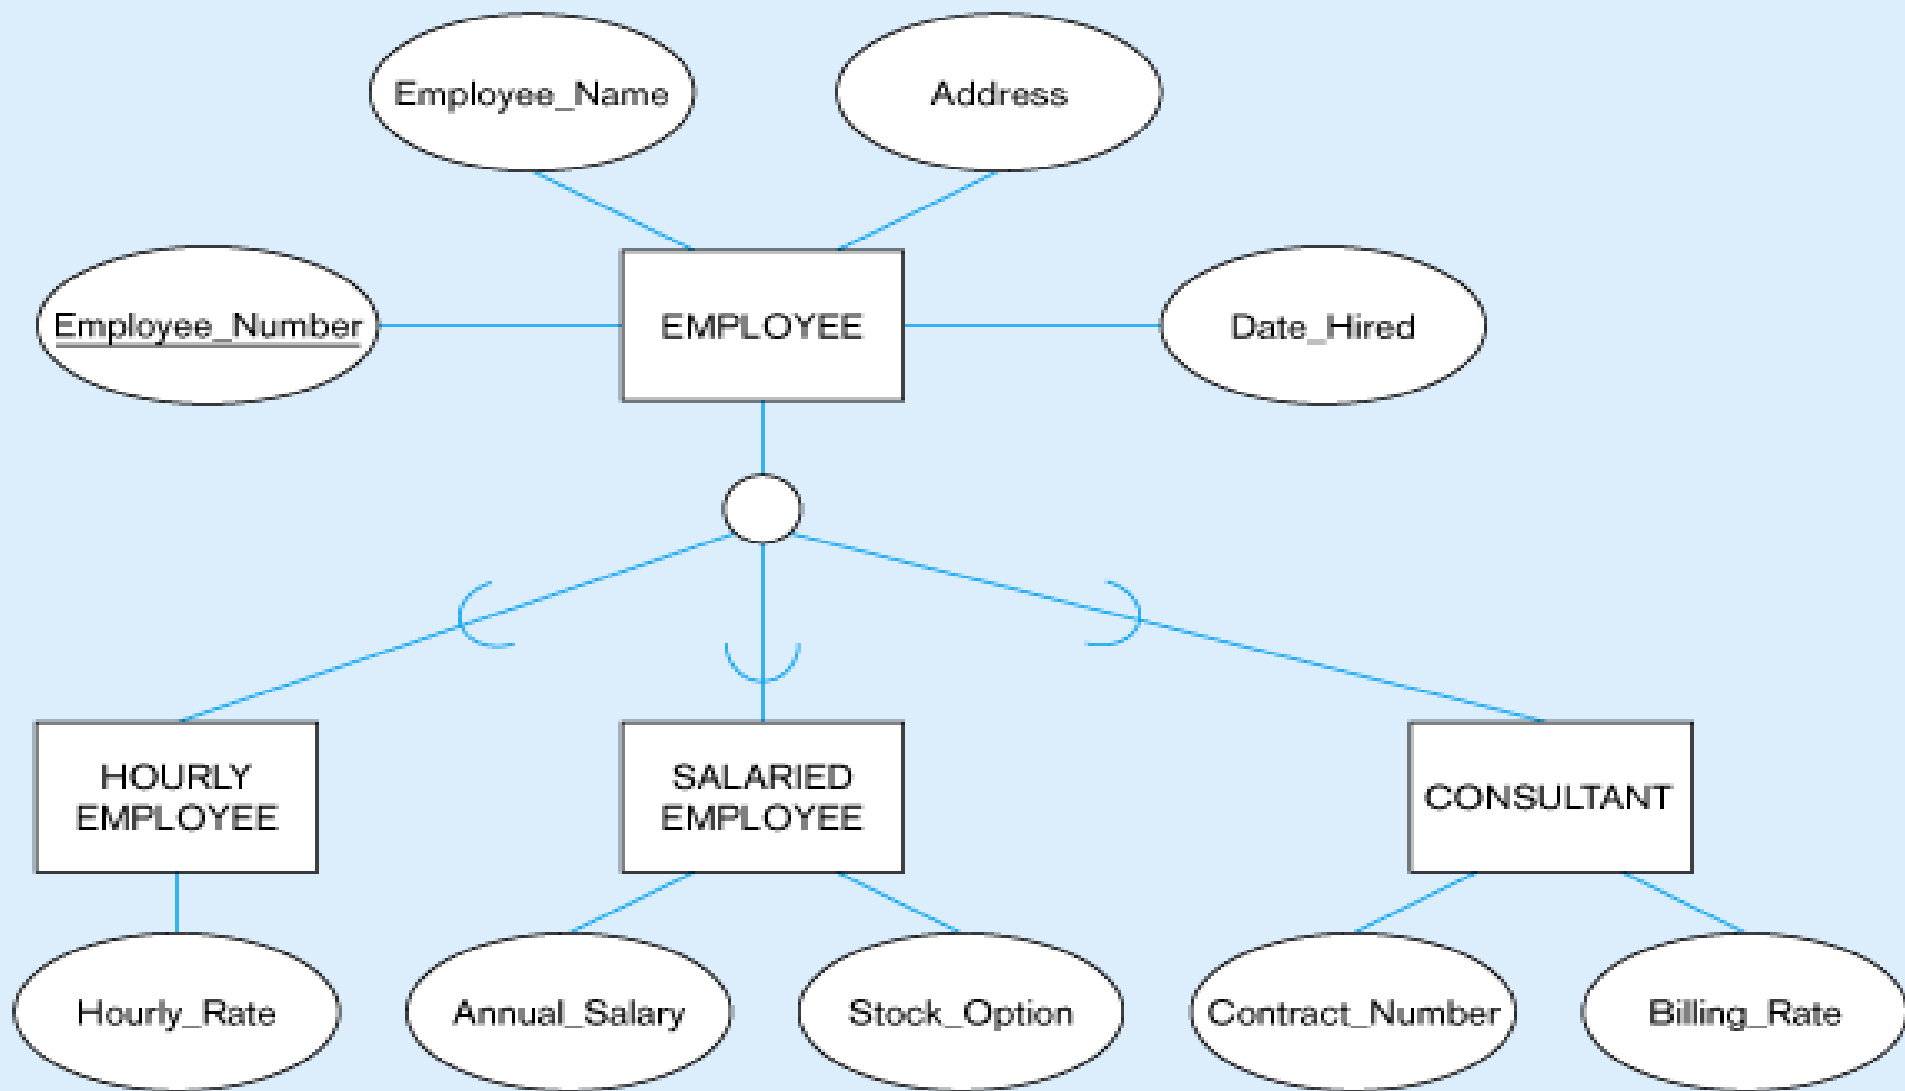 Employee_Name
Address
Employee_Number
EMPLOYEE
Date_Hired
HOURLY
EMPLOYEE
SALARIED
EMPLOYEE
CONSULTANT
Hourly_Rate
Annual_Salary
Stock_Option
Contract_Number
Billing_Rate